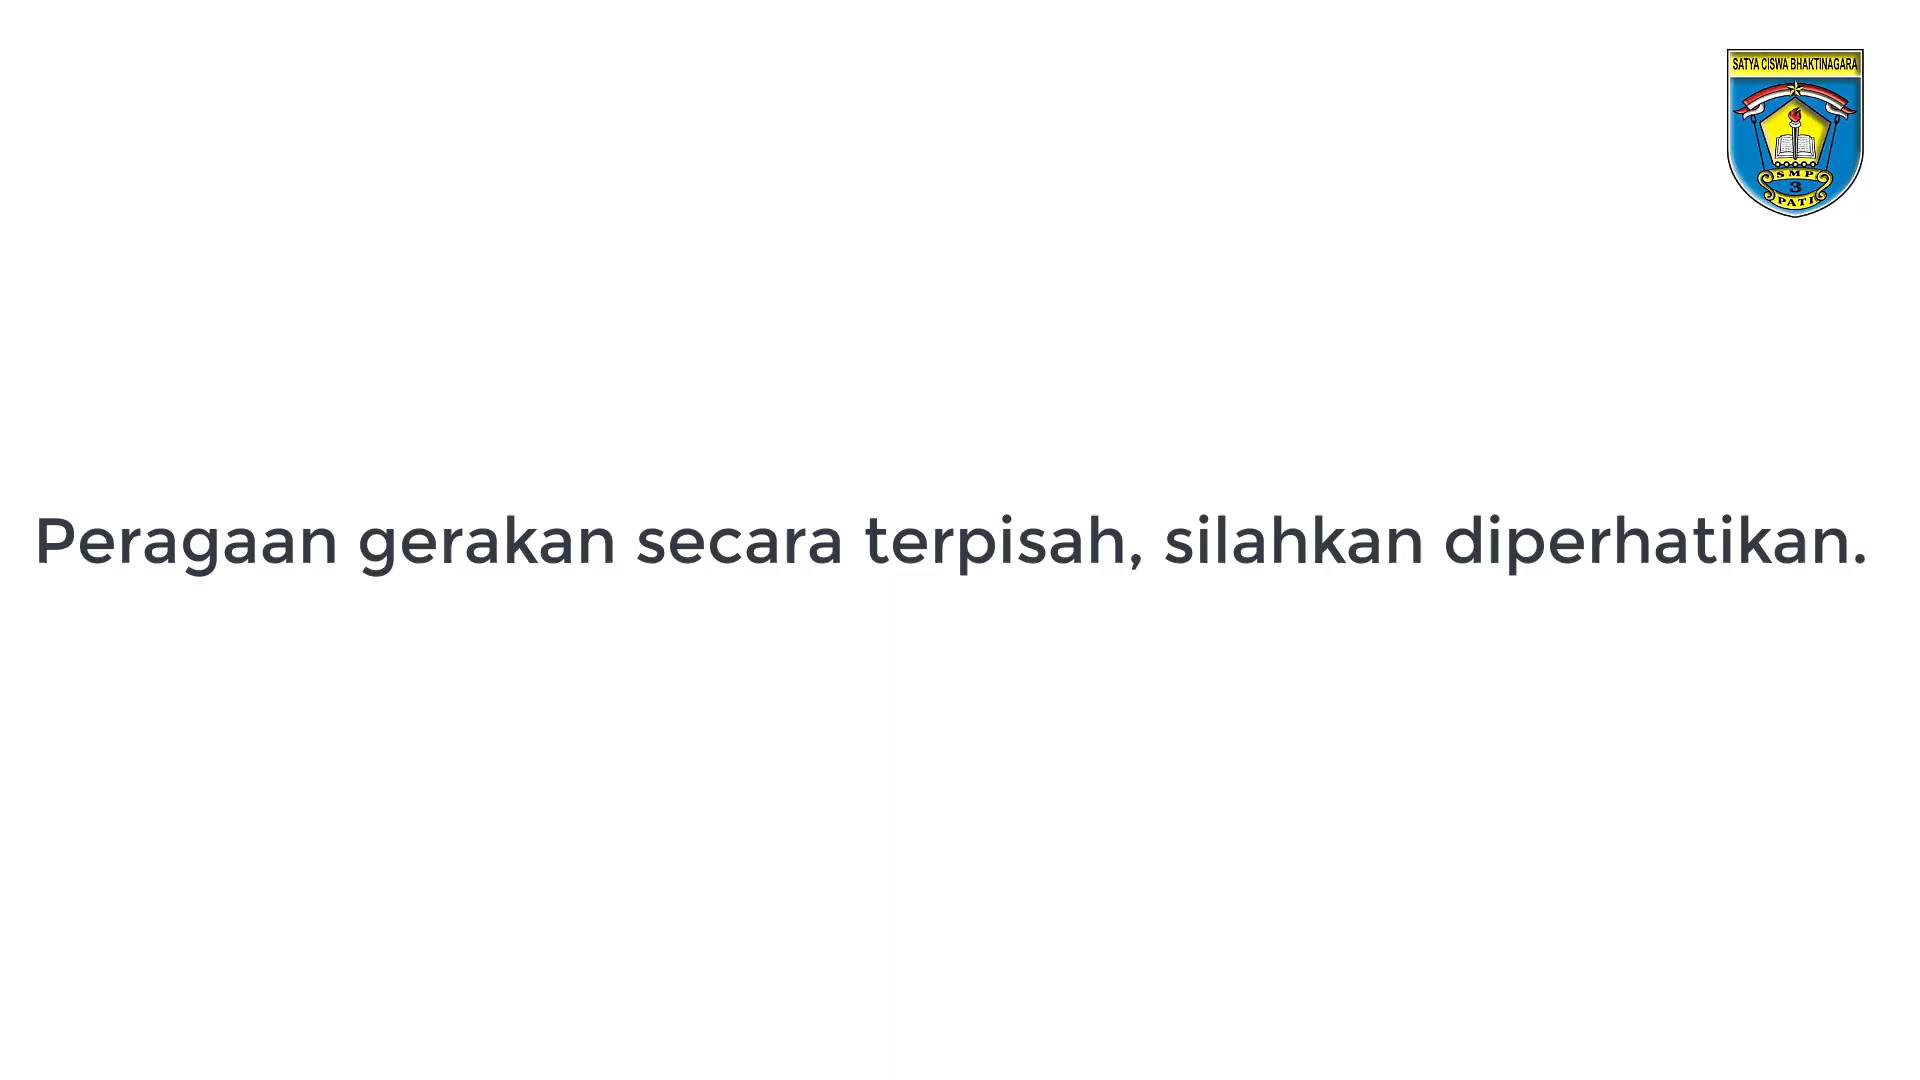 SATYA CISWA BHAKTINAGARA
SMP
3
PATI
Peragaan gerakan secara terpisah, silahkan diperhatikan.